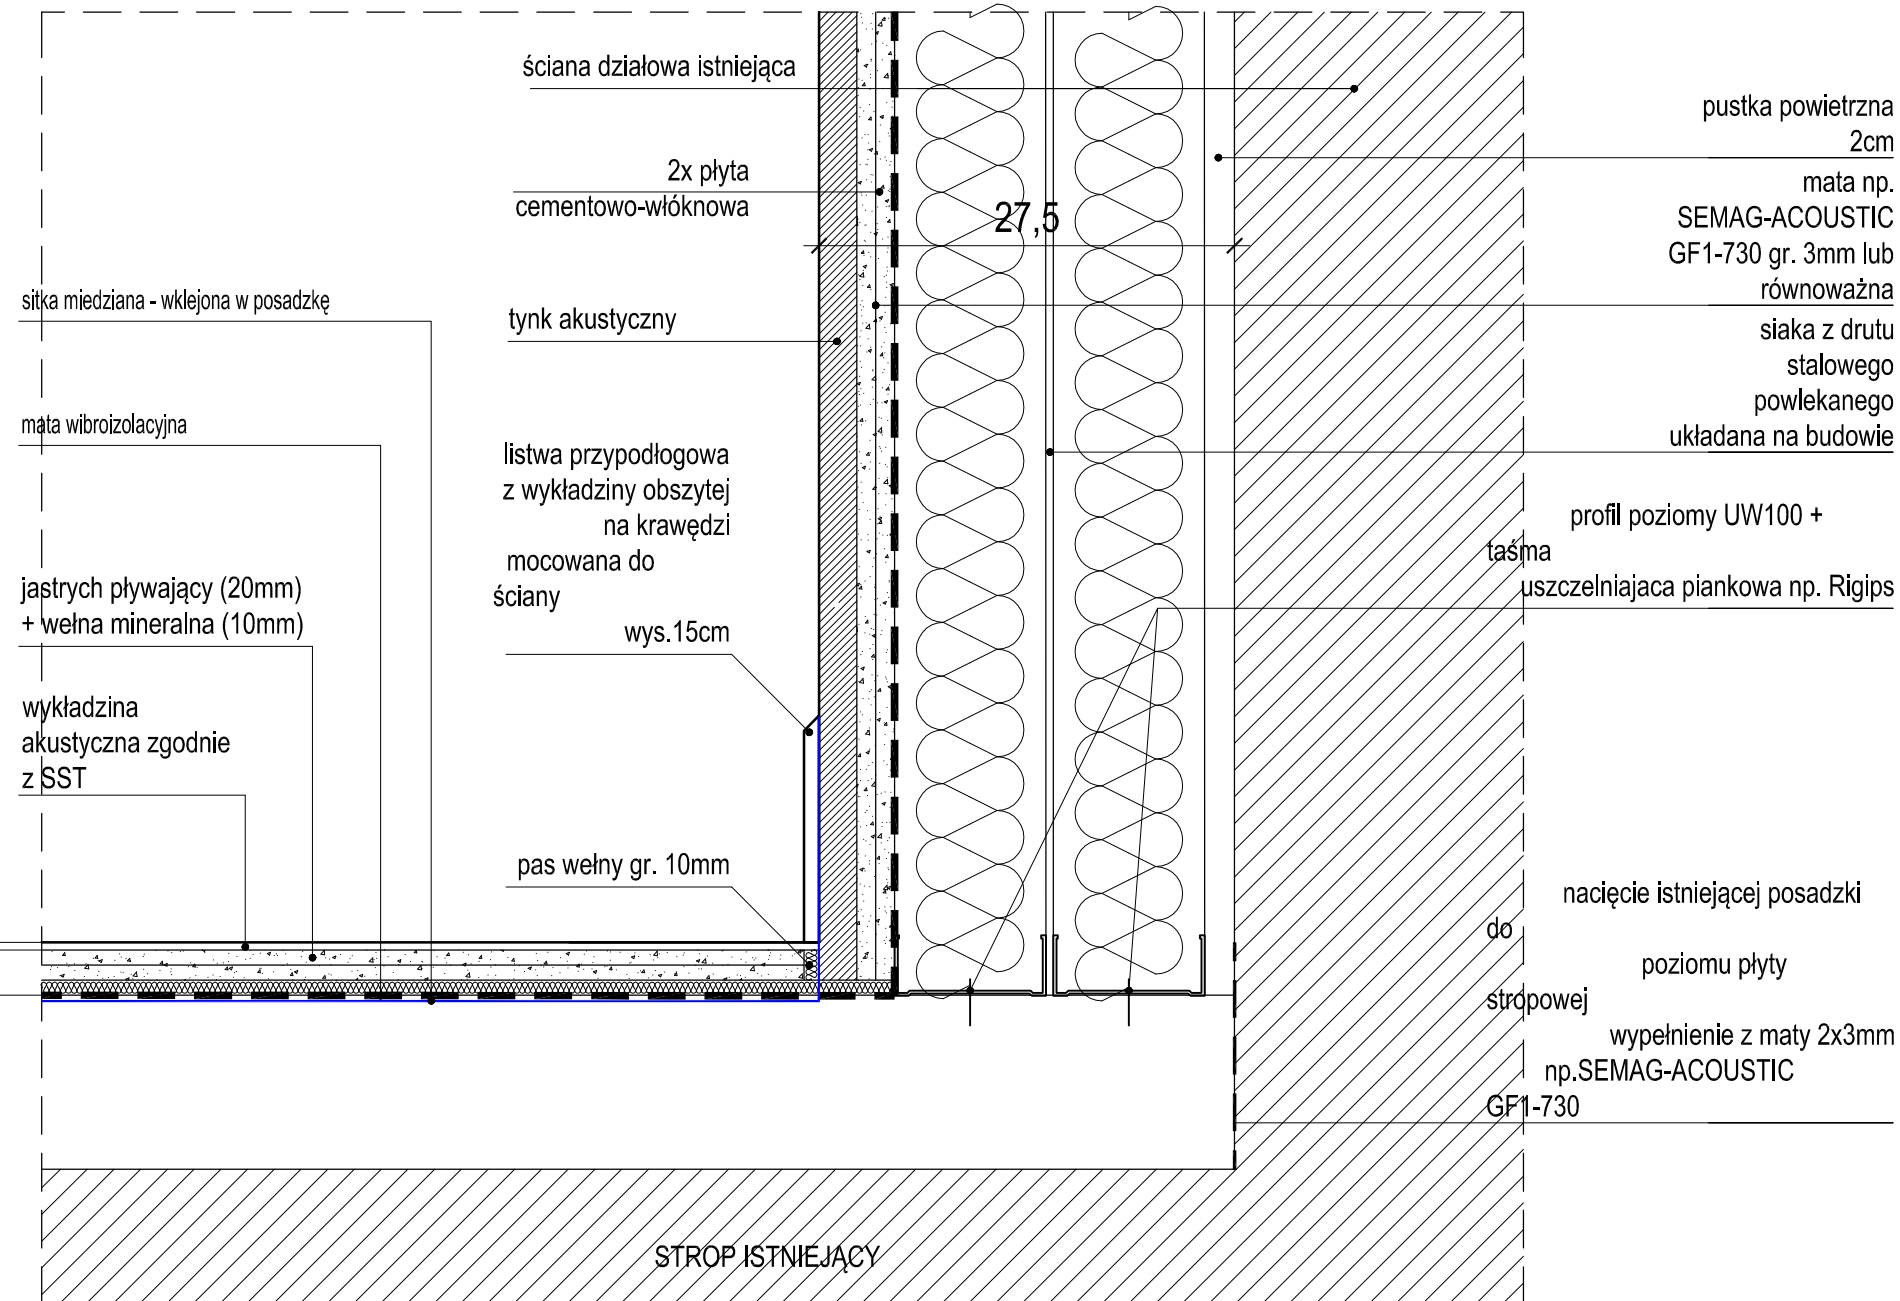 ściana działowa istniejąca
2x płyta
cementowo-włóknowa
27,5
sitka miedziana - wklejona w posadzkę
tynk akustyczny
mata wibroizolacyjna
listwa przypodłogowa
z wykładziny obszytej
na krawędzi
mocowana do
ściany
wys.15cm
jastrych pływający (20mm)
+ wełna mineralna (10mm)
wykładzina
akustyczna zgodnie
z SST
pas wełny gr. 10mm
pustka powietrzna
2cm
mata np.
SEMAG-ACOUSTIC
GF1-730 gr. 3mm lub
równoważna
siaka z drutu
stalowego
powlekanego
układana na budowie
profil poziomy UW100 +
taśma
uszczelniajaca piankowa np. Rigips
nacięcie istniejącej posadzki
do
poziomu płyty
stropowej
wypełnienie z maty 2x3mm
np.SEMAG-ACOUSTIC
GF1-730
STROP ISTNIEJĄCY